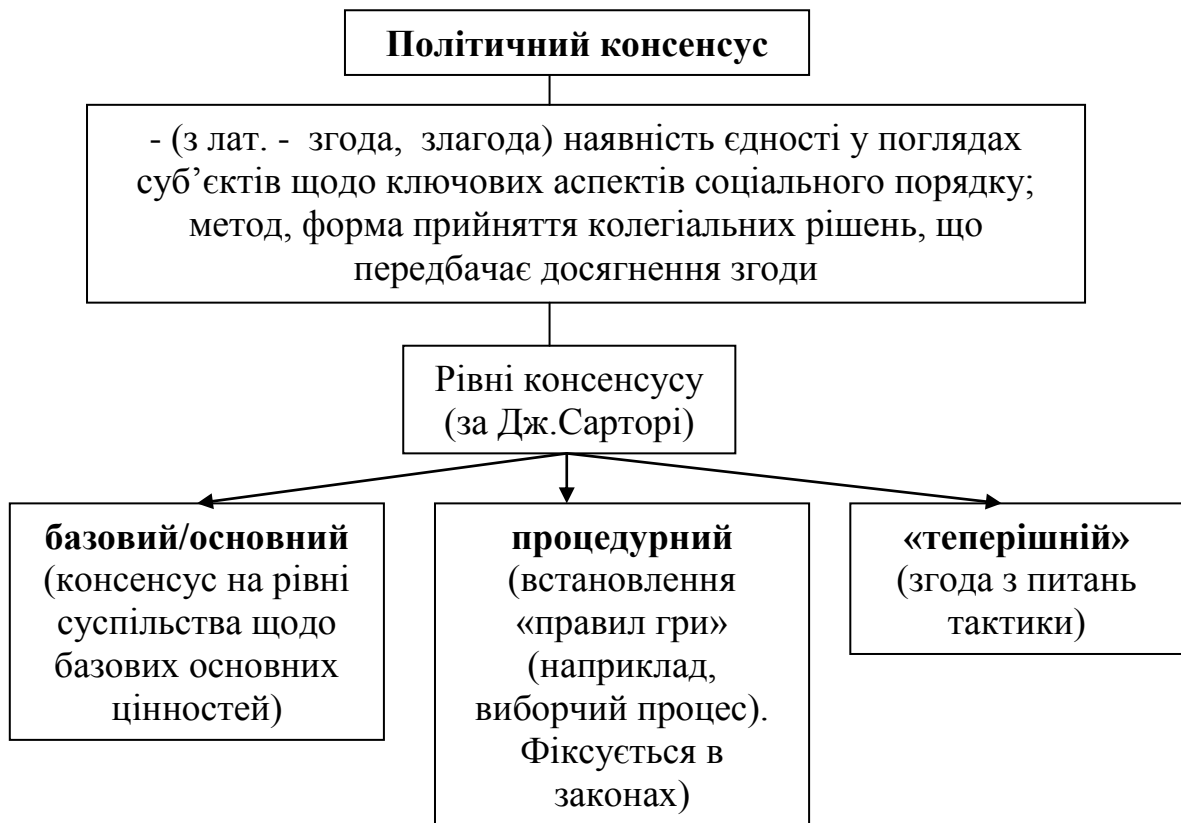 Політичний консенсус
- (з лат. - згода, злагода) наявність єдності у поглядах
суб’єктів щодо ключових аспектів соціального порядку;
метод, форма прийняття колегіальних рішень, що
передбачає досягнення згоди
Рівні консенсусу
(за Дж.Сарторі)
базовий/основний
(консенсус на рівні
суспільства щодо
базових основних
цінностей)
процедурний
(встановлення
«правил гри»
(наприклад,
виборчий процес).
Фіксується в
законах)
«теперішній»
(згода з питань
тактики)